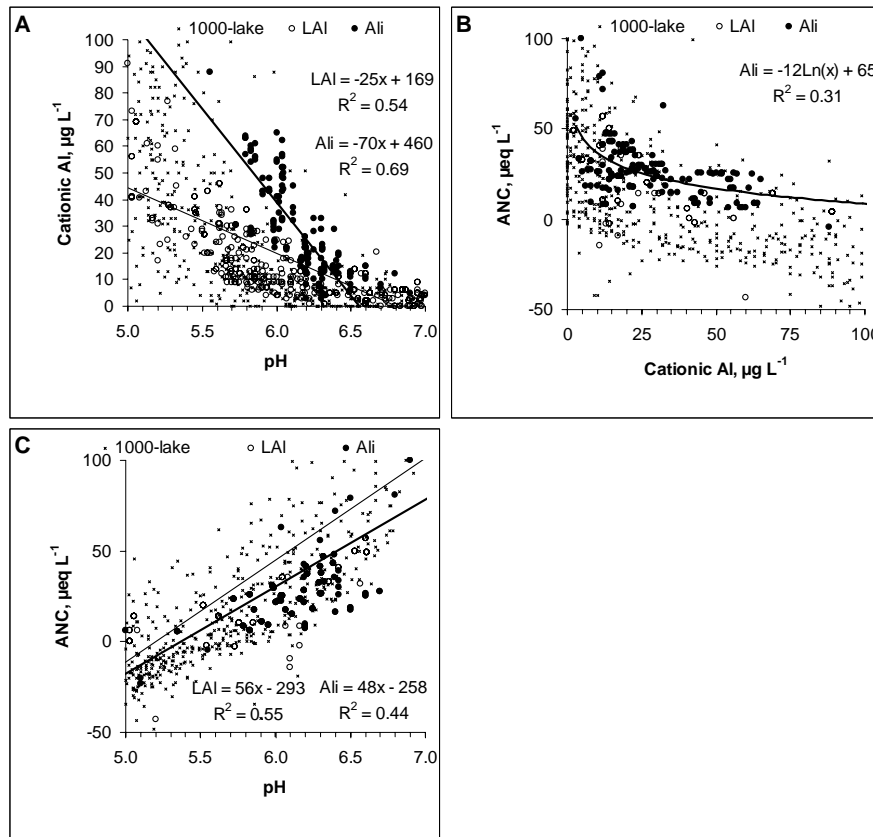 A
1000-lake ○ LAI ● Ali
100
90
80
70
60
50
40
30
20
10
0
Cationic Al, µg L⁻¹
LAI = -25x + 169
R² = 0.54
Ali = -70x + 460
R² = 0.69
5.0 5.5 6.0 6.5 7.0
pH
B
1000-lake ○ LAI ● Ali
100
50
0
-50
ANC, µeq L⁻¹
Ali = -12Ln(x) + 65
R² = 0.31
0 25 50 75 100
Cationic Al, µg L⁻¹
C
1000-lake ○ LAI ● Ali
100
50
0
-50
ANC, µeq L⁻¹
LAI = 56x - 293 Ali = 48x - 258
R² = 0.55 R² = 0.44
5.0 5.5 6.0 6.5 7.0
pH